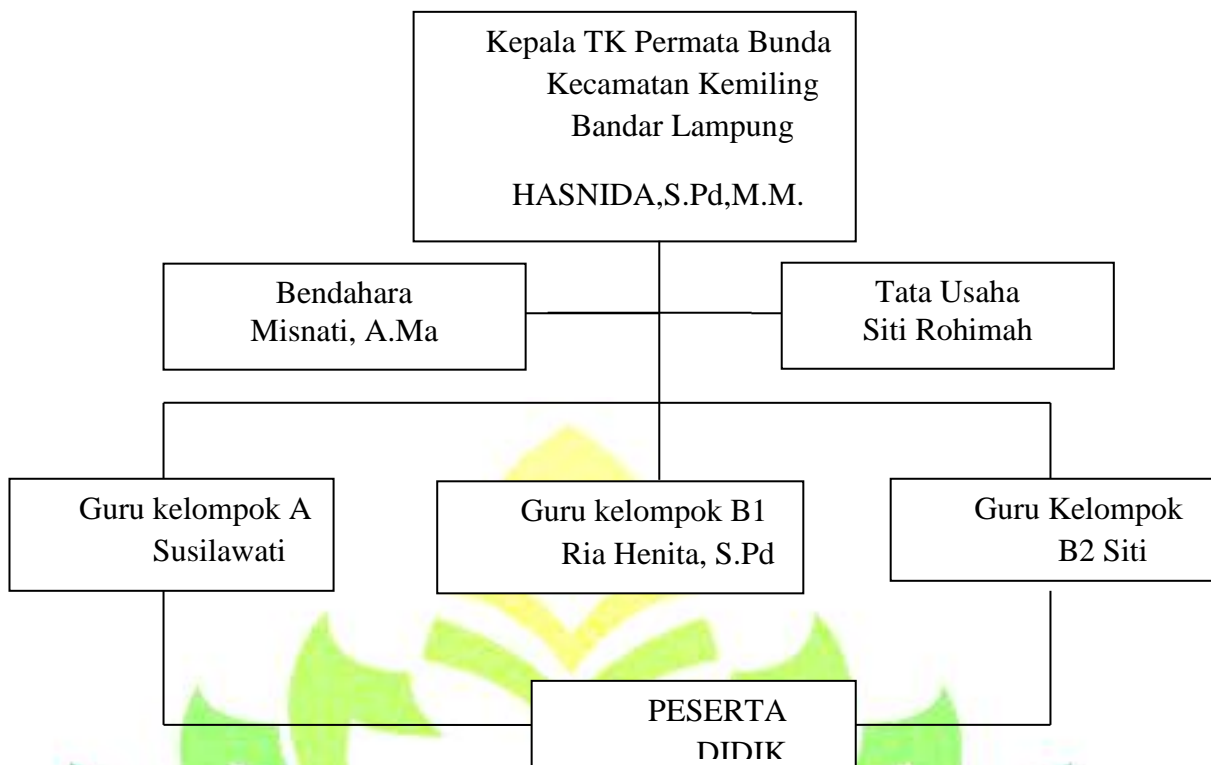 Kepala TK Permata Bunda
Kecamatan Kemiling
Bandar Lampung
HASNIDA,S.Pd,M.M.
Bendahara
Misnati, A.Ma
Tata Usaha
Siti Rohimah
Guru kelompok A
Susilawati
Guru kelompok B1
Ria Henita, S.Pd
Guru Kelompok
B2 Siti
PESERTA
DIDIK